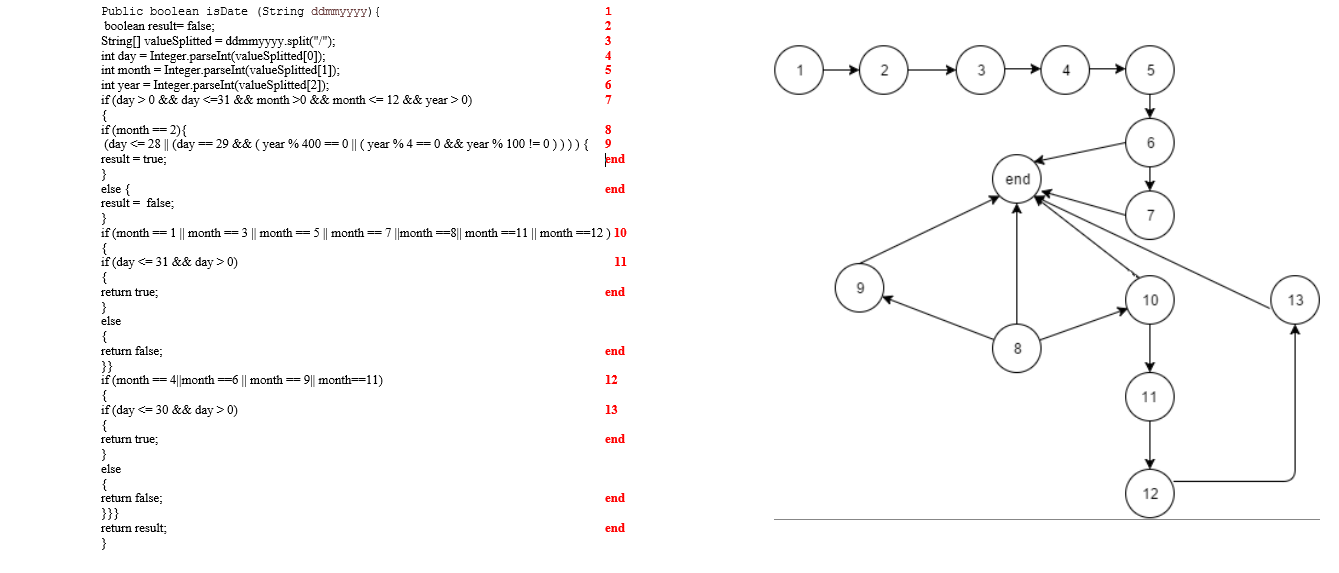 Public boolean isDate (String ddmmyyyy){ 1
boolean result= false; 2
String[] valueSplitted = ddmmyyyy.split("/"); 3
int day = Integer.parseInt(valueSplitted[0]); 4
int month = Integer.parseInt(valueSplitted[1]); 5
int year = Integer.parseInt(valueSplitted[2]); 6
if (day > 0 && day <=31 && month >0 && month <= 12 && year > 0) 7
{
if (month == 2){ 8
(day <= 28 || (day == 29 && ( year % 400 == 0 || ( year % 4 == 0 && year % 100 != 0 ) ) ) ) { 9
result = true; end
}
else { end
result = false;
}
if (month == 1 || month == 3 || month == 5 || month == 7 ||month ==8|| month ==11 || month ==12 ) 10
{
if (day <= 31 && day > 0) 11
{
return true; end
}
else
{
return false; end
}}
if (month == 4||month ==6 || month == 9|| month==11) 12
{
if (day <= 30 && day > 0) 13
{
return true; end
}
else
{
return false; end
}}}
return result; end
}
1 2 3 4 5
6
end
7
9 10 13
8
11
12